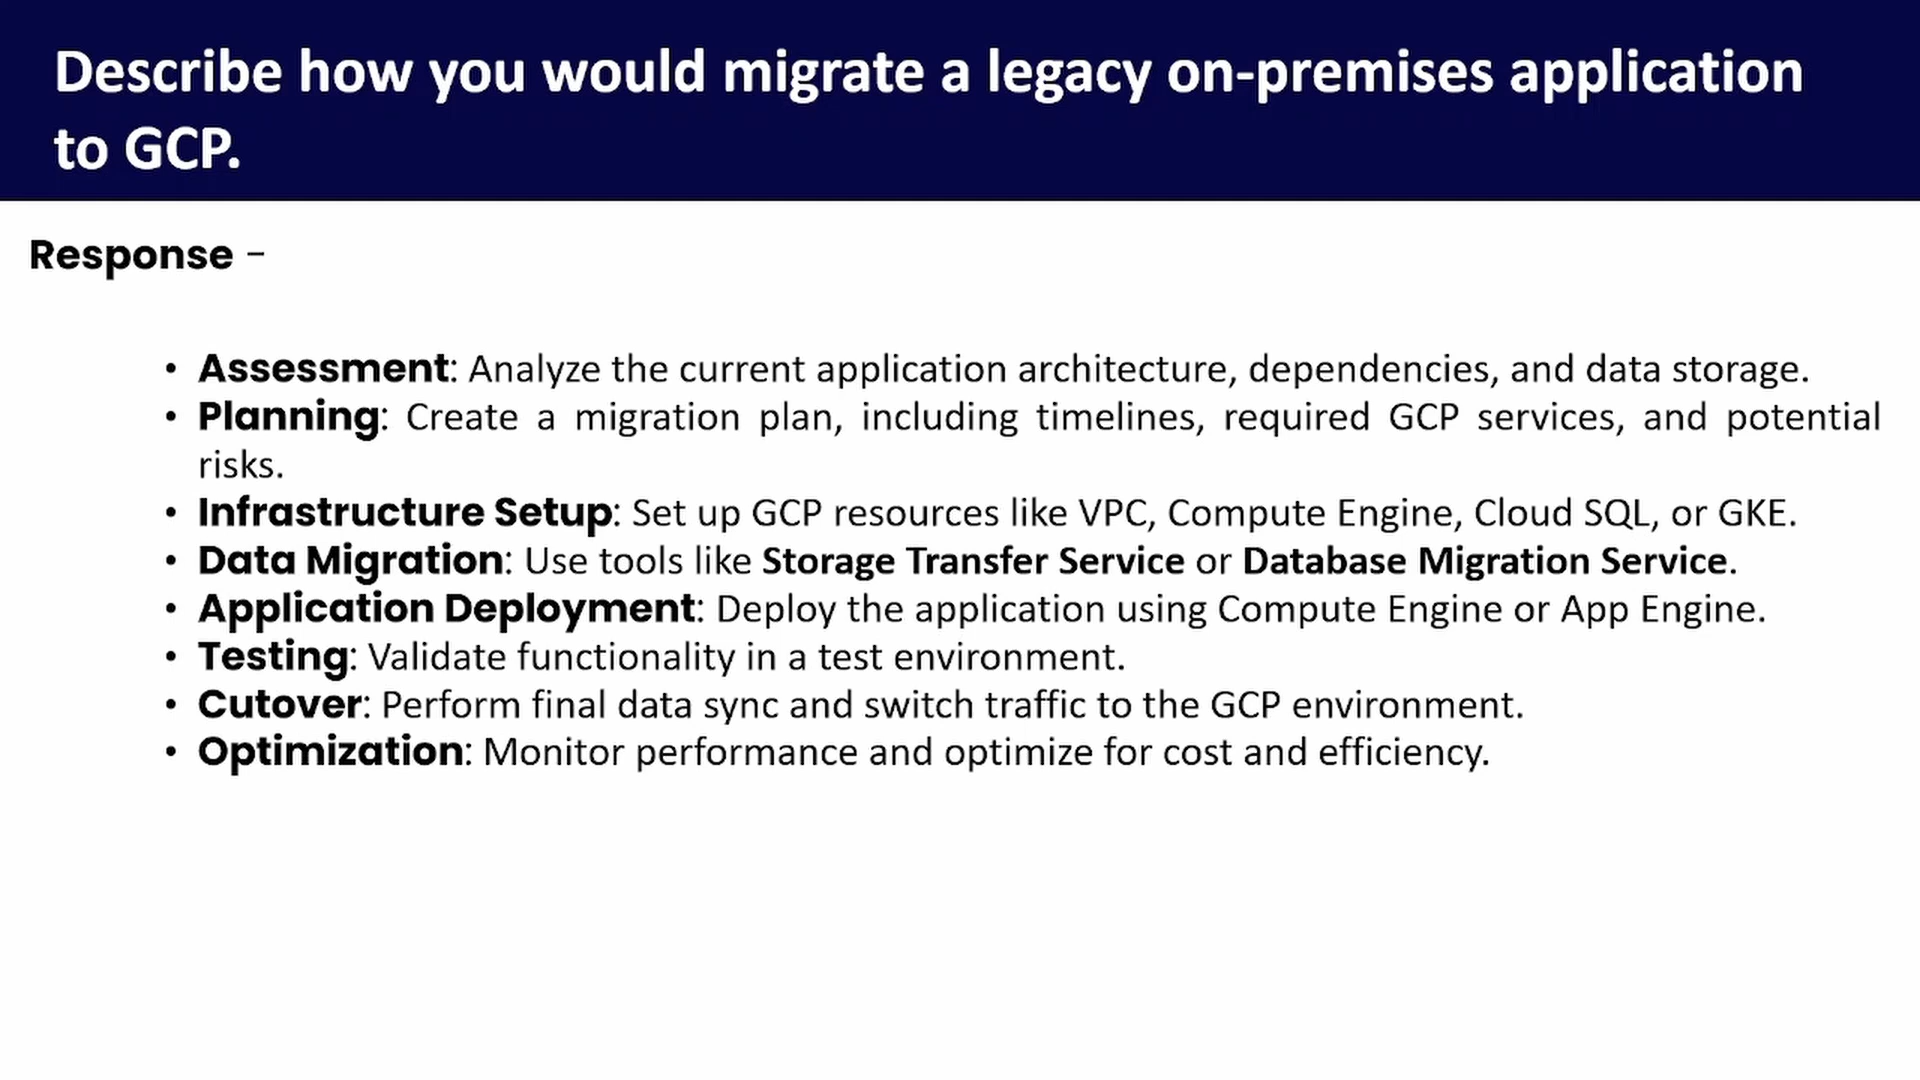 Describe how you would migrate a legacy on-premises application
to GCP.
Response –
• Assessment: Analyze the current application architecture, dependencies, and data storage.
• Planning: Create a migration plan, including timelines, required GCP services, and potential
risks.
• Infrastructure Setup: Set up GCP resources like VPC, Compute Engine, Cloud SQL, or GKE.
• Data Migration: Use tools like Storage Transfer Service or Database Migration Service.
• Application Deployment: Deploy the application using Compute Engine or App Engine.
• Testing: Validate functionality in a test environment.
• Cutover: Perform final data sync and switch traffic to the GCP environment.
• Optimization: Monitor performance and optimize for cost and efficiency.